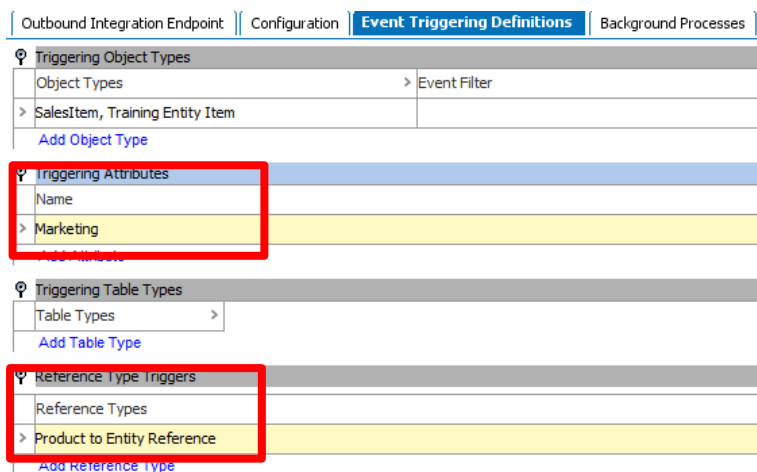 Outbound Integration Endpoint Configuration Event Triggering Definitions Background Processes
Triggering Object Types
Object Types > Event Filter
> SalesItem, Training Entity Item
Add Object Type
Triggering Attributes
Name
> Marketing
Add Attribute
Triggering Table Types
Table Types >
Add Table Type
Reference Type Triggers
Reference Types
> Product to Entity Reference
Add Reference Type